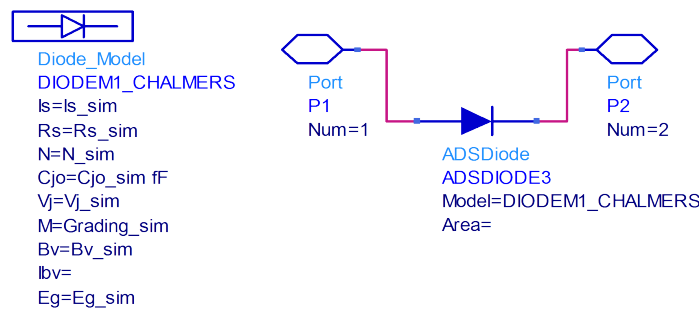 Diode_Model
DIODEM1_CHALMERS
Is=Is_sim
Rs=Rs_sim
N=N_sim
Cjo=Cjo_sim fF
Vj=Vj_sim
M=Grading_sim
Bv=Bv_sim
Ibv=
Eg=Eg_sim
Port
P1
Num=1
ADSDiode
ADSDIODE3
Model=DIODEM1_CHALMERS
Area=
Port
P2
Num=2